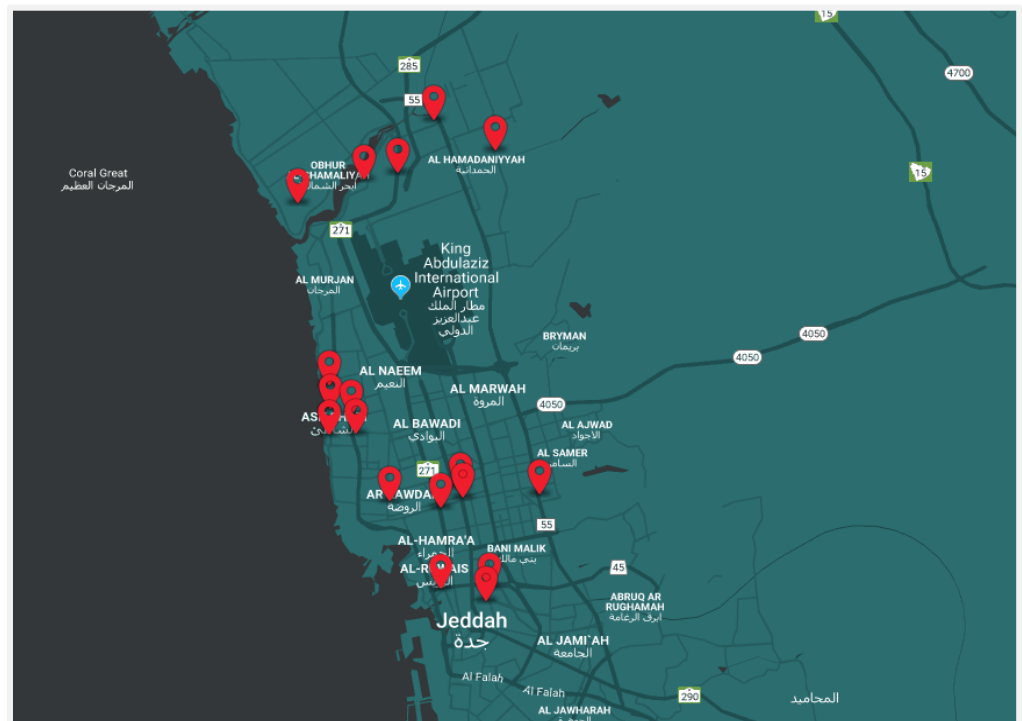 15
285
4700
55
AL HAMADANIYYAH
الحمدانية
OBHUR
Coral Great
المرجان العظيم
15
271
King
Abdulaziz
International
Airport
مطار الملك
عبدالعزيز
الدولي
AL MURJAN
المرجان
BRYMAN
بريمان
4050
4050
AL NAEEM
النعيم
AL MARWAH
المروة
4050
AL BAWADI
البوادي
AL AJWAD
الأجواد
AL SAMER
271
الروضة
55
AL-HAMRA'A
BANI MALIK
45
ABRUQ AR
RUGHAMAH
ابرق الرغامة
Jeddah
جدة
AL JAMI`AH
الجامعة
Al Falah
Al Falah
290
المحاميد
AL JAWHARAH